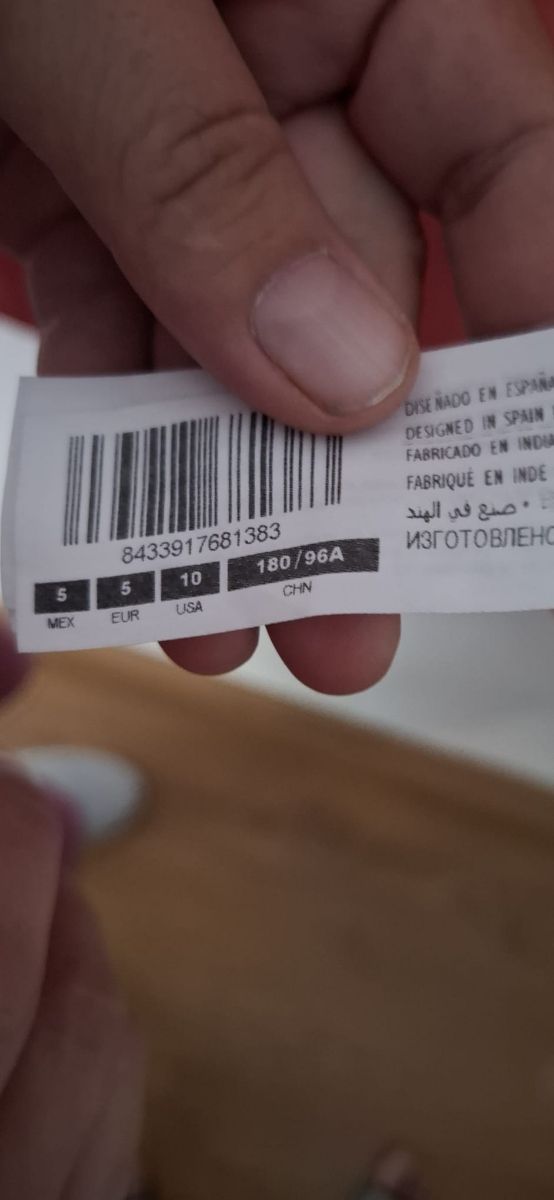 8433917681383
5 5 10 180/96A
MEX EUR USA CHN
DISEÑADO EN ESPAÑA
DESIGNED IN SPAIN
FABRICADO EN INDIA
FABRIQUÉ EN INDE
صنع في الهند •
ИЗГОТОВЛЕНО